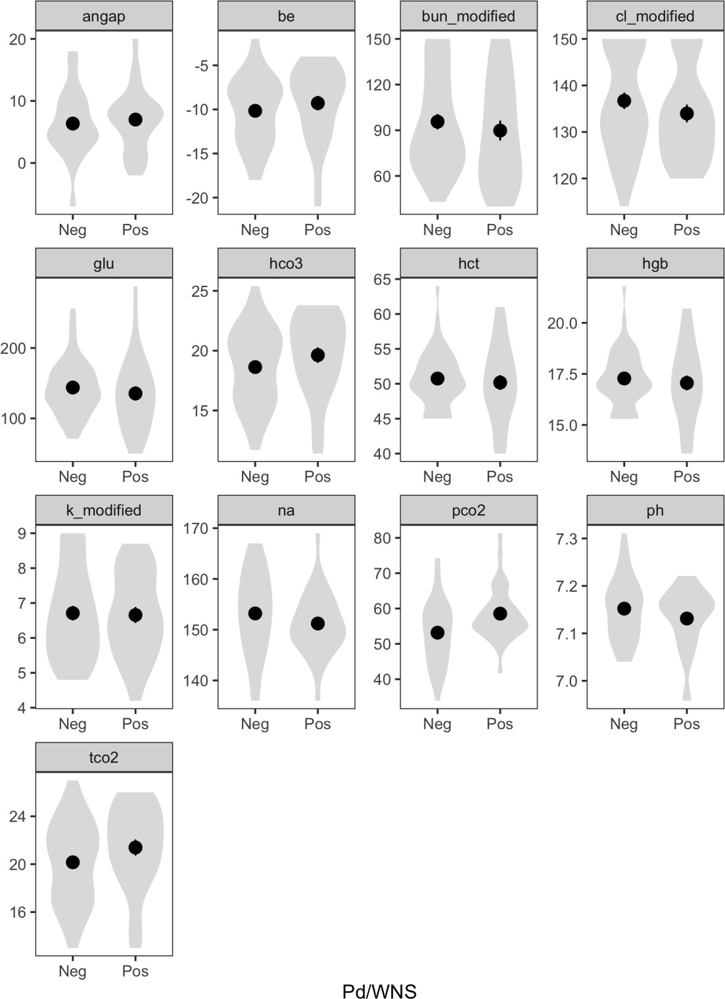 angap be bun_modified cl_modified
20 10 0
-5 -10 -15 -20
150 120 90 60
150 140 130 120
Neg Pos Neg Pos Neg Pos Neg Pos
glu hco3 hct hgb
200 100
25 20 15
65 60 55 50 45 40
20.0 17.5 15.0
Neg Pos Neg Pos Neg Pos Neg Pos
k_modified na pco2 ph
9 8 7 6 5 4
170 160 150 140
80 70 60 50 40
7.3 7.2 7.1 7.0
Neg Pos Neg Pos Neg Pos Neg Pos
tco2
24 20 16
Neg Pos
Pd/WNS